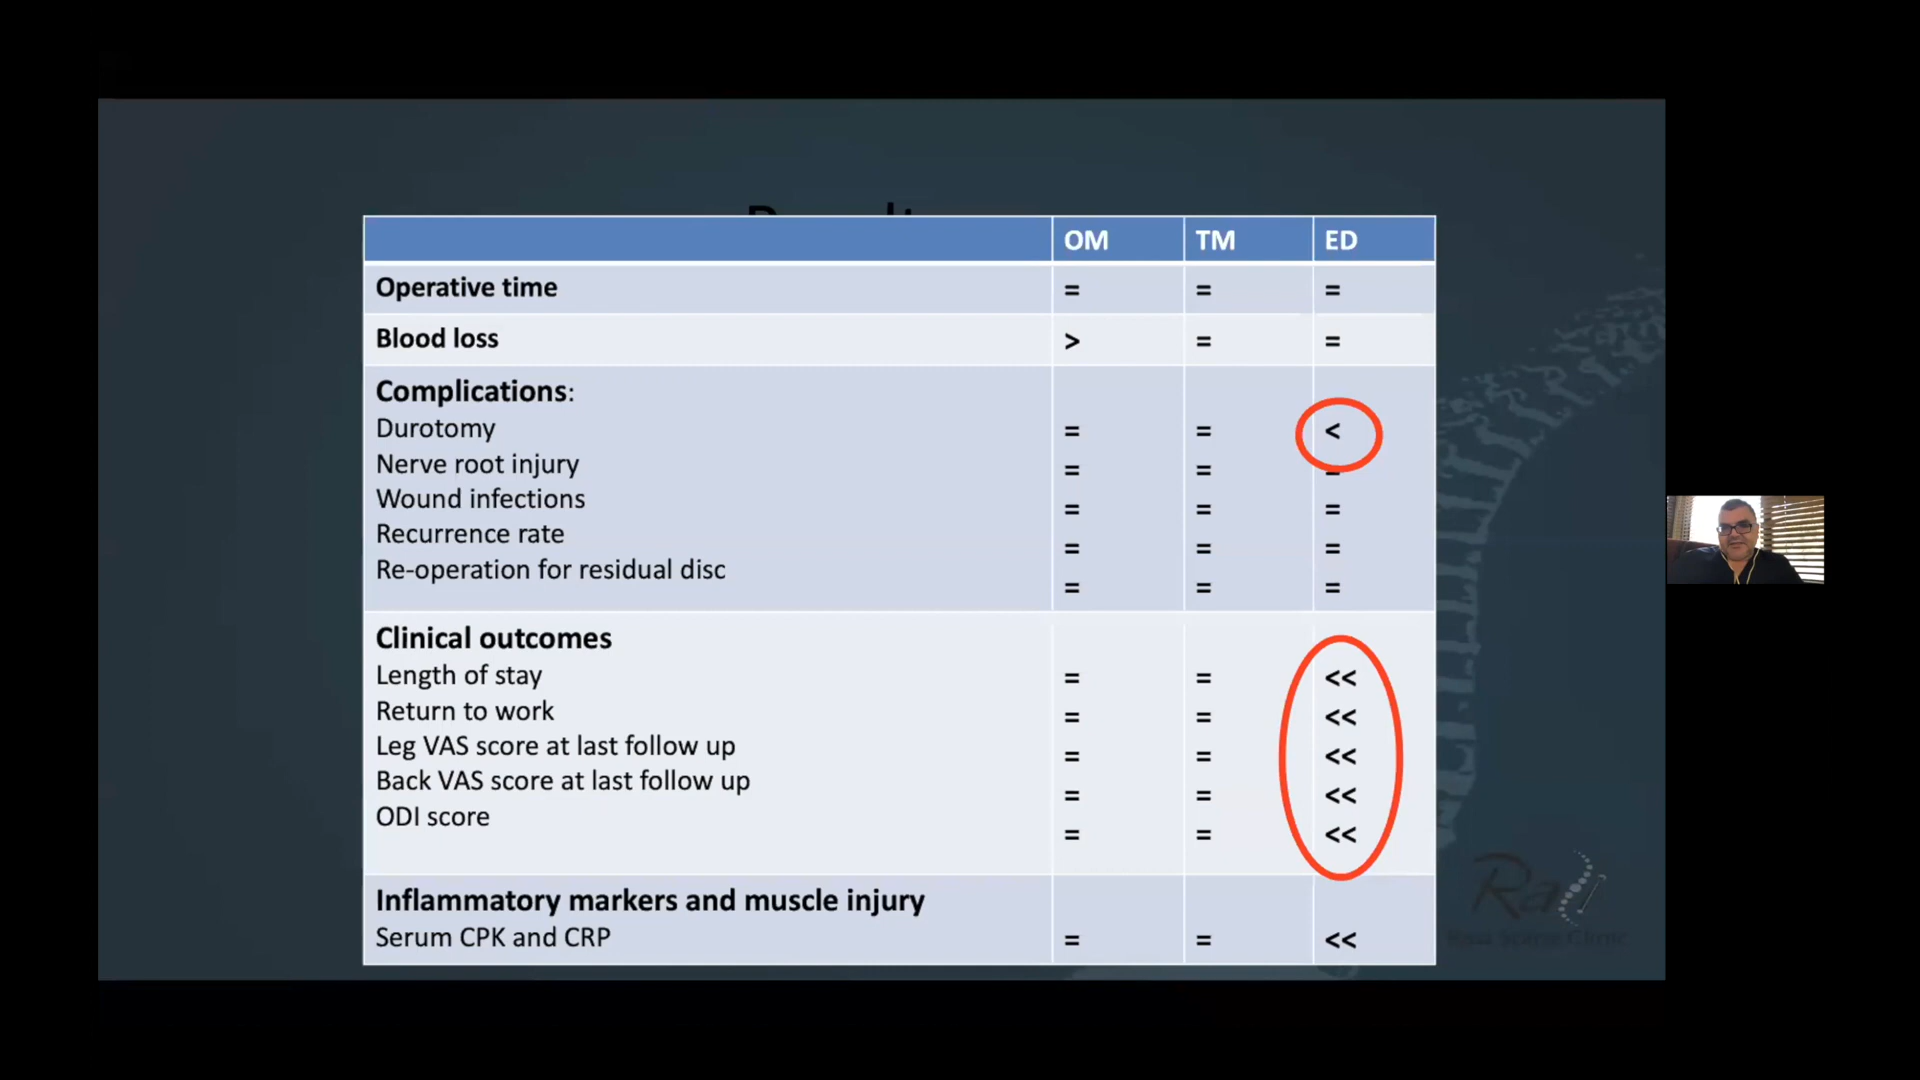 OM TM ED
Operative time = = =
Blood loss > = =
Complications:
Durotomy = = <
Nerve root injury = = =
Wound infections = = =
Recurrence rate = = =
Re-operation for residual disc = = =
Clinical outcomes
Length of stay = = <<
Return to work = = <<
Leg VAS score at last follow up = = <<
Back VAS score at last follow up = = <<
ODI score = = <<
Inflammatory markers and muscle injury
Serum CPK and CRP = = <<